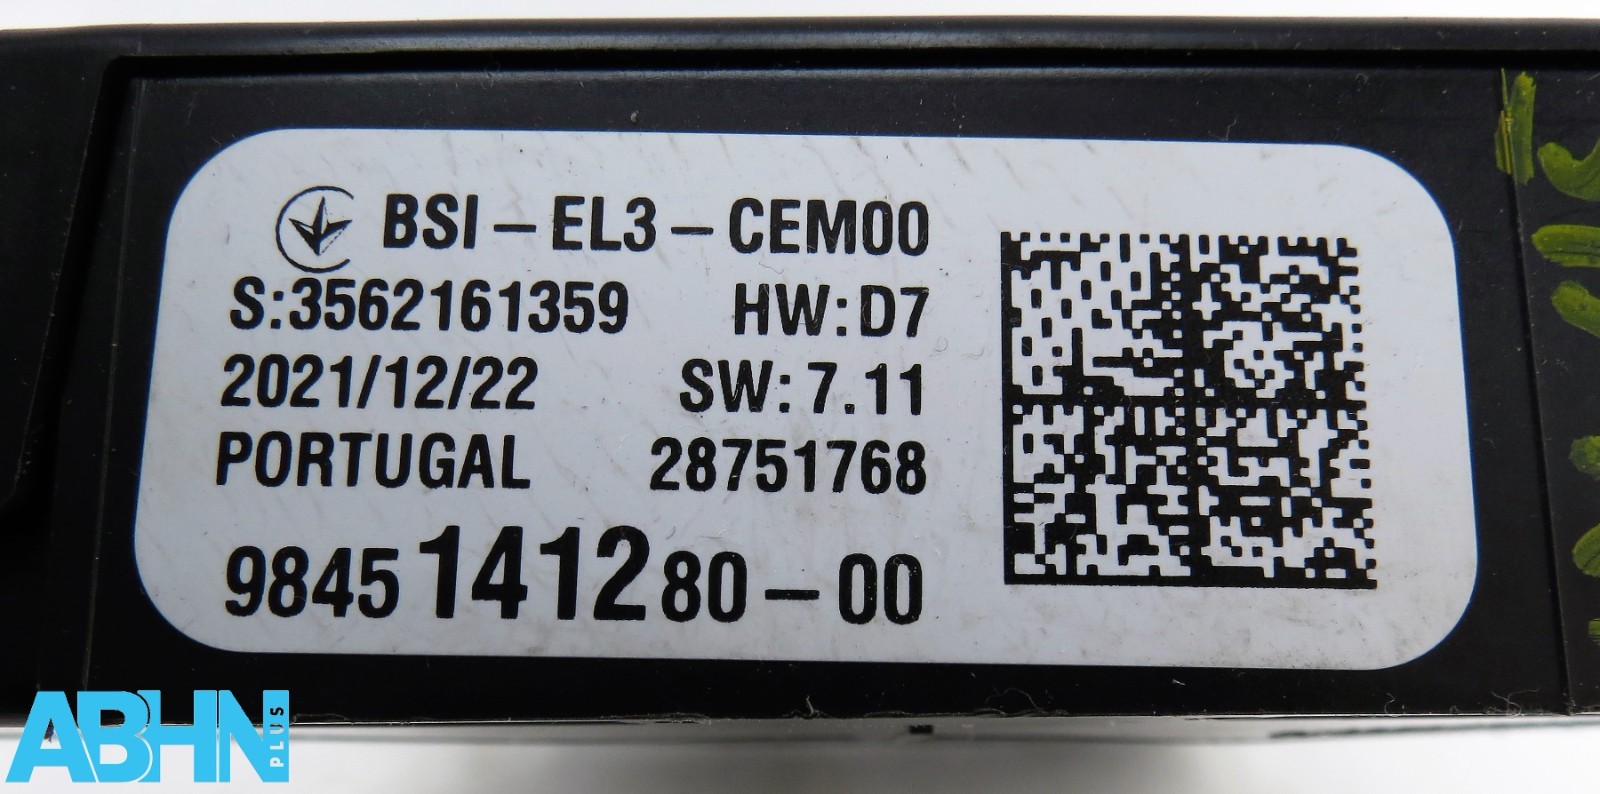 BSI-EL3-CEM00
S:3562161359 HW:D7
2021/12/22 SW:7.11
PORTUGAL 28751768
9845141280-00
ABHN PLUS